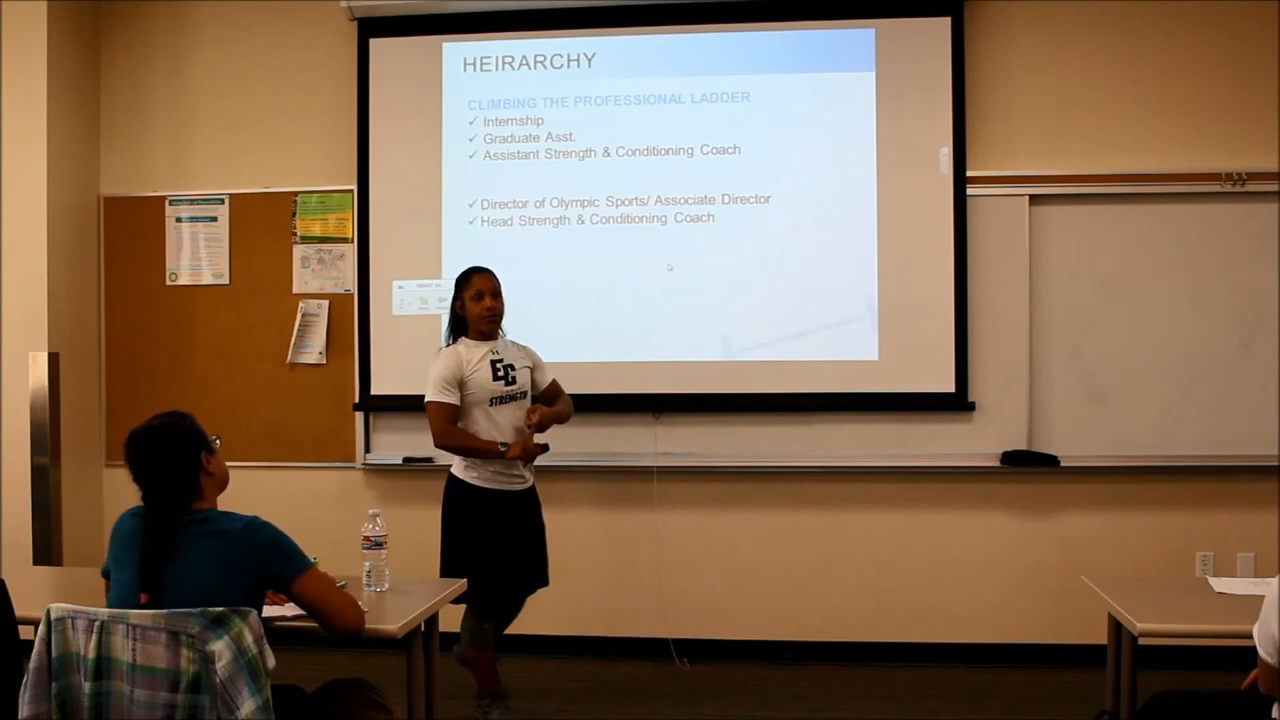 HEIRARCHY
CLIMBING THE PROFESSIONAL LADDER
✓ Internship
✓ Graduate Asst.
✓ Assistant Strength & Conditioning Coach
✓ Director of Olympic Sports/ Associate Director
✓ Head Strength & Conditioning Coach
EC
STRENGTH